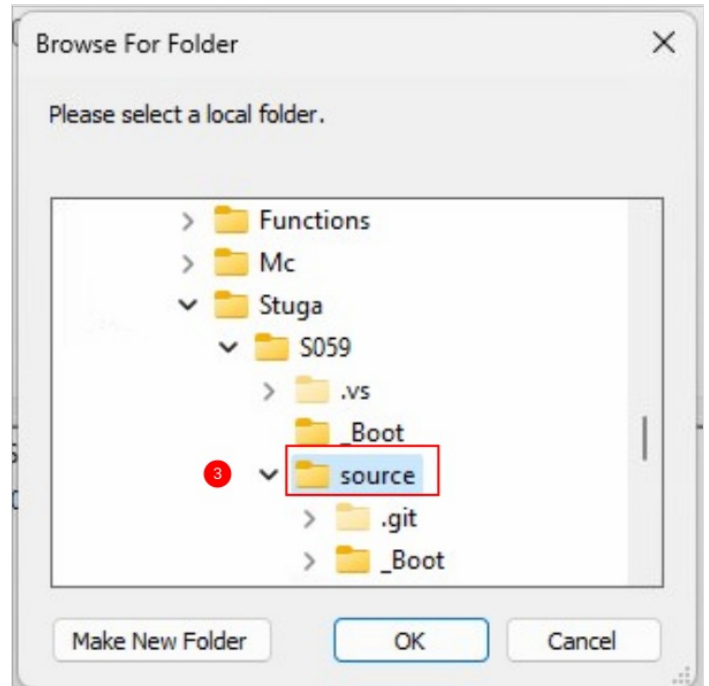 Browse For Folder
Please select a local folder.
Functions
Mc
Stuga
S059
.vs
_Boot
3 source
.git
_Boot
Make New Folder OK Cancel